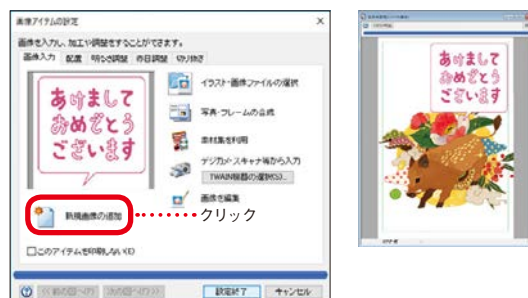 画像アイテムの設定
画像を入力し、加工や調整をすることができます。
画像入力 配置 明るさ調整 色合調整 切り抜き
あけまして
おめでとう
ございます
イラスト・画像ファイルの選択
写真・フレームの合成
素材集を利用
デジカメ・スキャナ等から入力
TWAIN機器の選択(S)...
画像を編集
新規画像の追加
クリック
このアイテムを印刷しない(X)
設定終了
キャンセル
あけまして
おめでとう
ございます